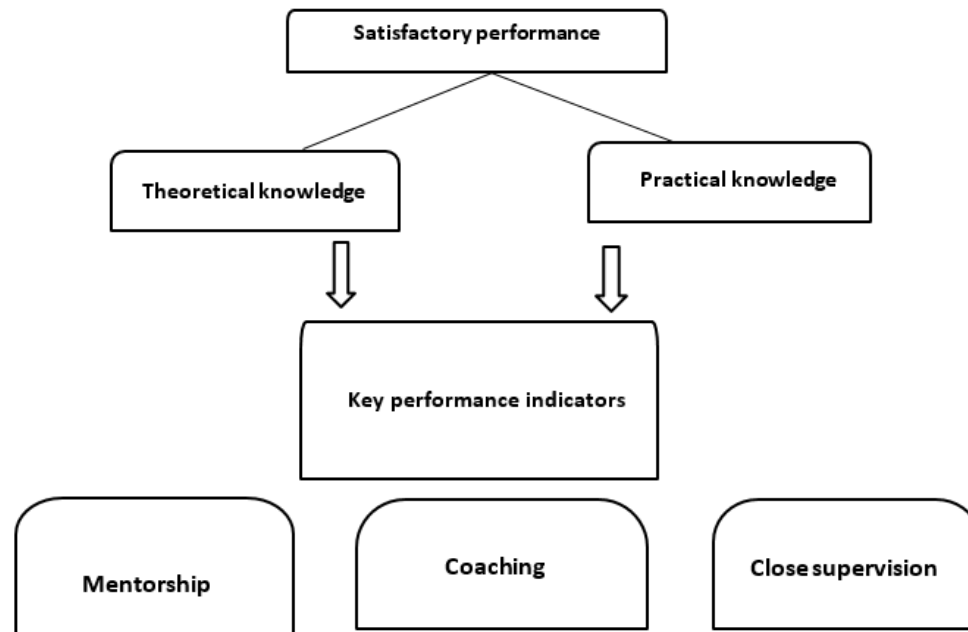 Satisfactory performance
Theoretical knowledge
Practical knowledge
Key performance indicators
Mentorship
Coaching
Close supervision